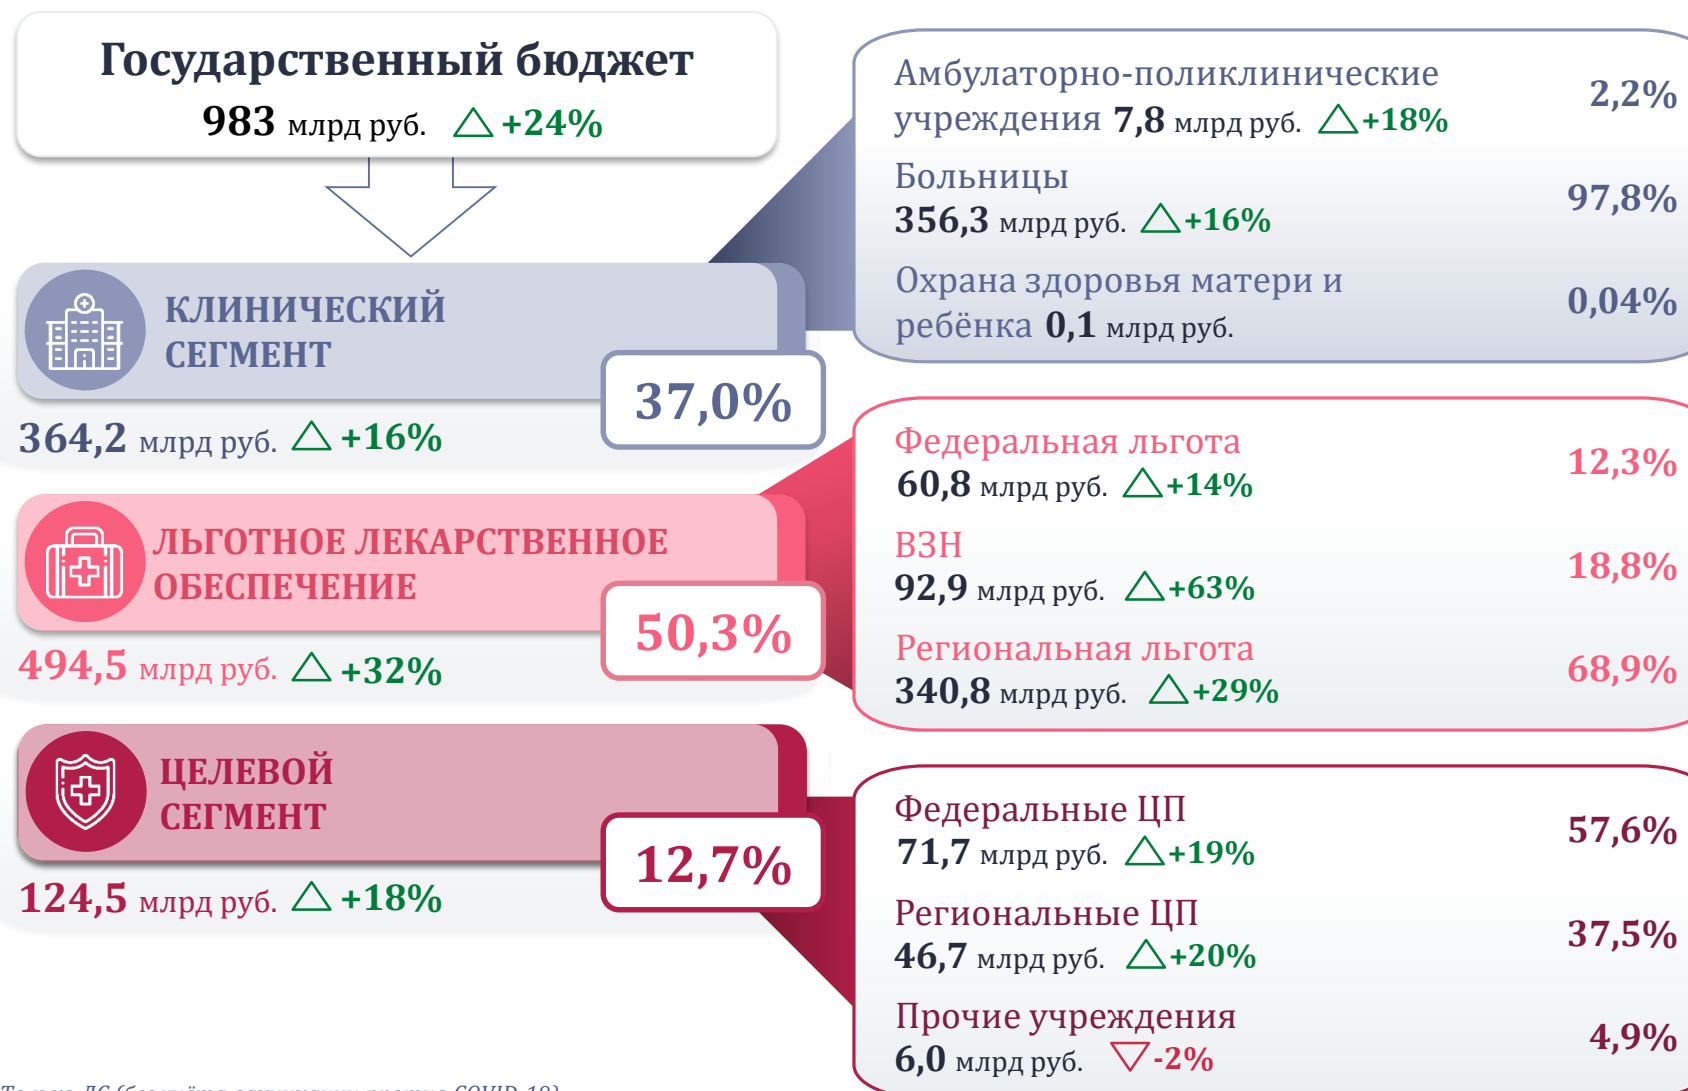 Государственный бюджет
983 млрд руб. +24%
КЛИНИЧЕСКИЙ
СЕГМЕНТ
37,0%
364,2 млрд руб. +16%
Амбулаторно-поликлинические
учреждения 7,8 млрд руб. +18%
2,2%
Больницы
356,3 млрд руб. +16%
97,8%
Охрана здоровья матери и
ребёнка 0,1 млрд руб.
0,04%
ЛЬГОТНОЕ ЛЕКАРСТВЕННОЕ
ОБЕСПЕЧЕНИЕ
50,3%
494,5 млрд руб. +32%
Федеральная льгота
60,8 млрд руб. +14%
12,3%
ВЗН
92,9 млрд руб. +63%
18,8%
Региональная льгота
340,8 млрд руб. +29%
68,9%
ЦЕЛЕВОЙ
СЕГМЕНТ
12,7%
124,5 млрд руб. +18%
Федеральные ЦП
71,7 млрд руб. +19%
57,6%
Региональные ЦП
46,7 млрд руб. +20%
37,5%
Прочие учреждения
6,0 млрд руб. -2%
4,9%